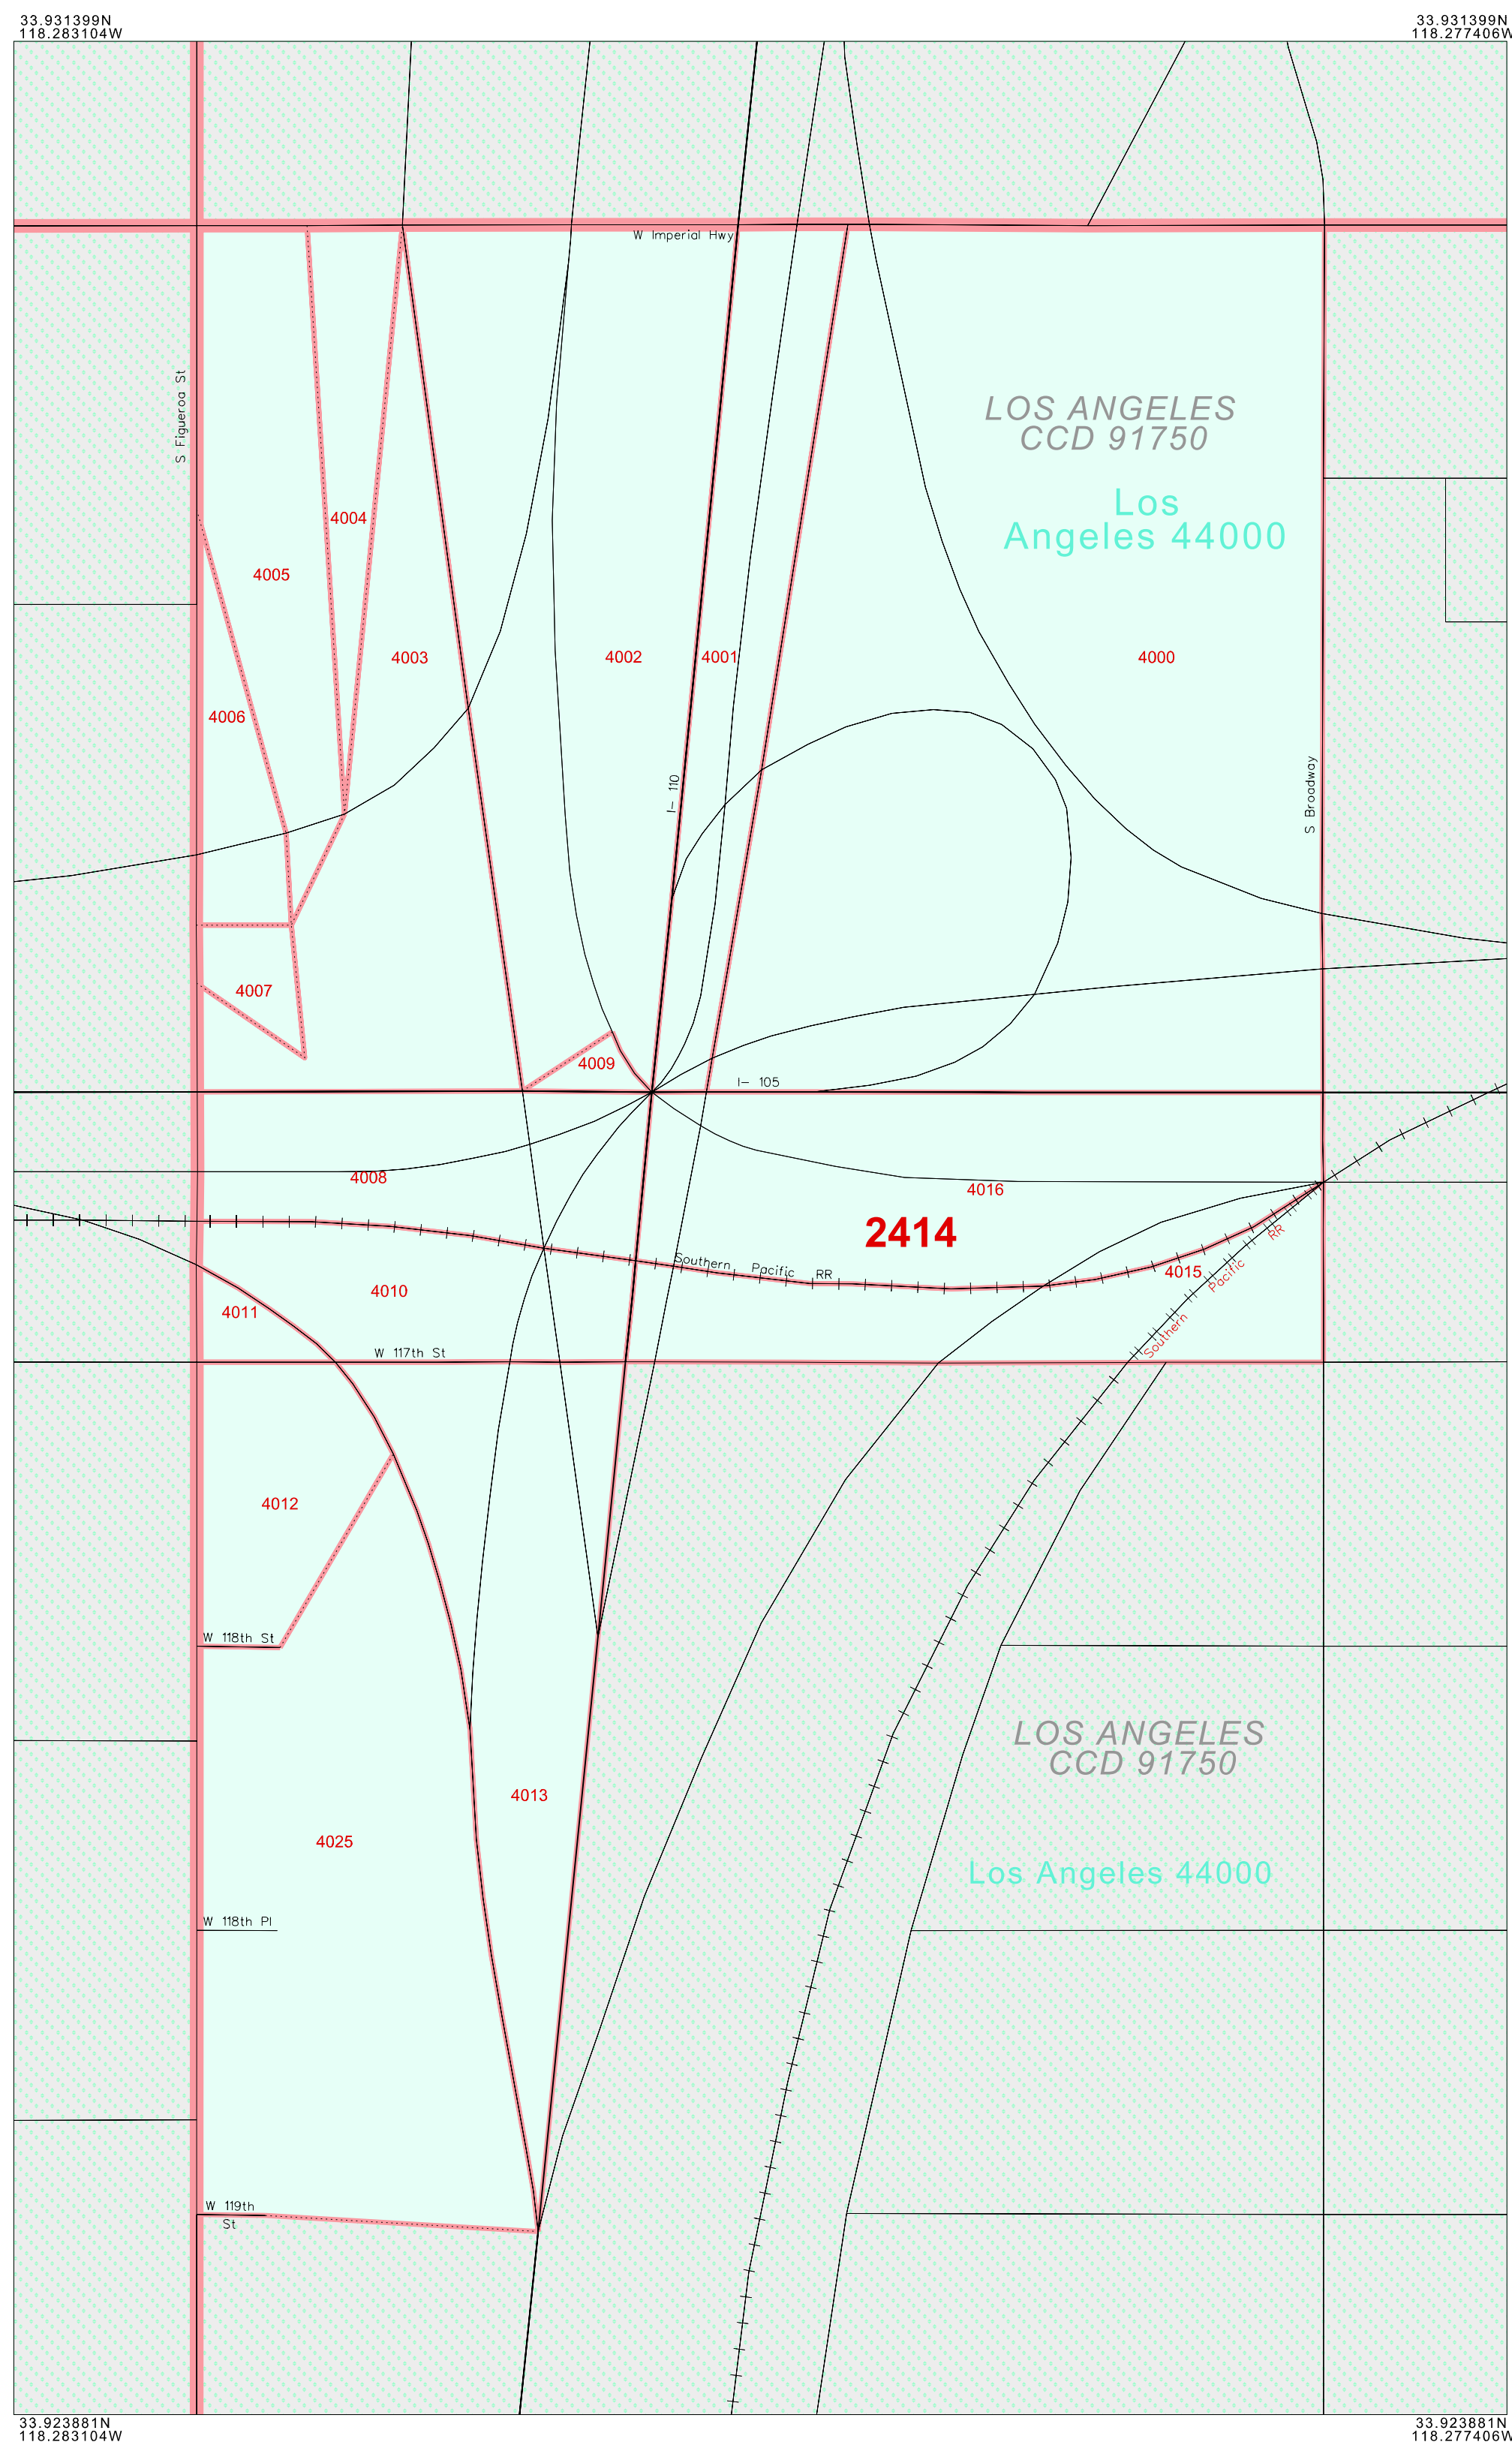 33.931399N
118.283104W
33.931399N
118.277406W
W Imperial Hwy
S Figueroa St
LOS ANGELES
CCD 91750
Los
Angeles 44000
4004
4005
4003
4002
4001
4000
4006
I- 110
S Broadway
4007
4009
I- 105
4008
4016
2414
Southern Pacific RR
RR
4015
Pacific
Southern
4010
4011
W 117th St
4012
W 118th St
LOS ANGELES
CCD 91750
4013
4025
Los Angeles 44000
W 118th Pl
W 119th
St
33.923881N
118.283104W
33.923881N
118.277406W